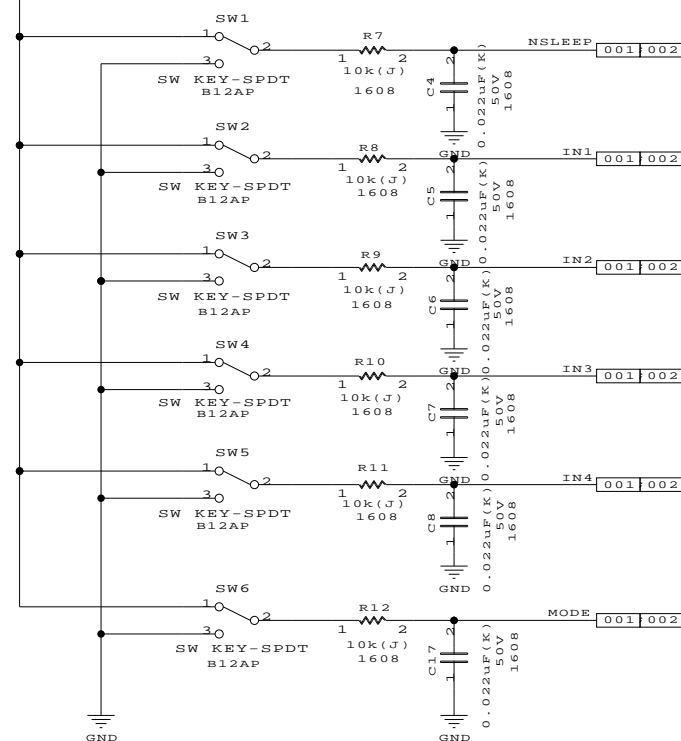 SW1
1 2
3
SW KEY-SPDT
B12AP
R7
1 2
10k(J)
1608
2
C4
1
0.022uF(K)
50V
1608
GND
NSLEEP
001 002
SW2
1 2
3
SW KEY-SPDT
B12AP
R8
1 2
10k(J)
1608
2
C5
1
0.022uF(K)
50V
1608
GND
IN1
001 002
SW3
1 2
3
SW KEY-SPDT
B12AP
R9
1 2
10k(J)
1608
2
C6
1
0.022uF(K)
50V
1608
GND
IN2
001 002
SW4
1 2
3
SW KEY-SPDT
B12AP
R10
1 2
10k(J)
1608
2
C7
1
0.022uF(K)
50V
1608
GND
IN3
001 002
SW5
1 2
3
SW KEY-SPDT
B12AP
R11
1 2
10k(J)
1608
2
C8
1
0.022uF(K)
50V
1608
GND
IN4
001 002
SW6
1 2
3
SW KEY-SPDT
B12AP
R12
1 2
10k(J)
1608
2
C17
1
0.022uF(K)
50V
1608
GND
MODE
001 002
GND